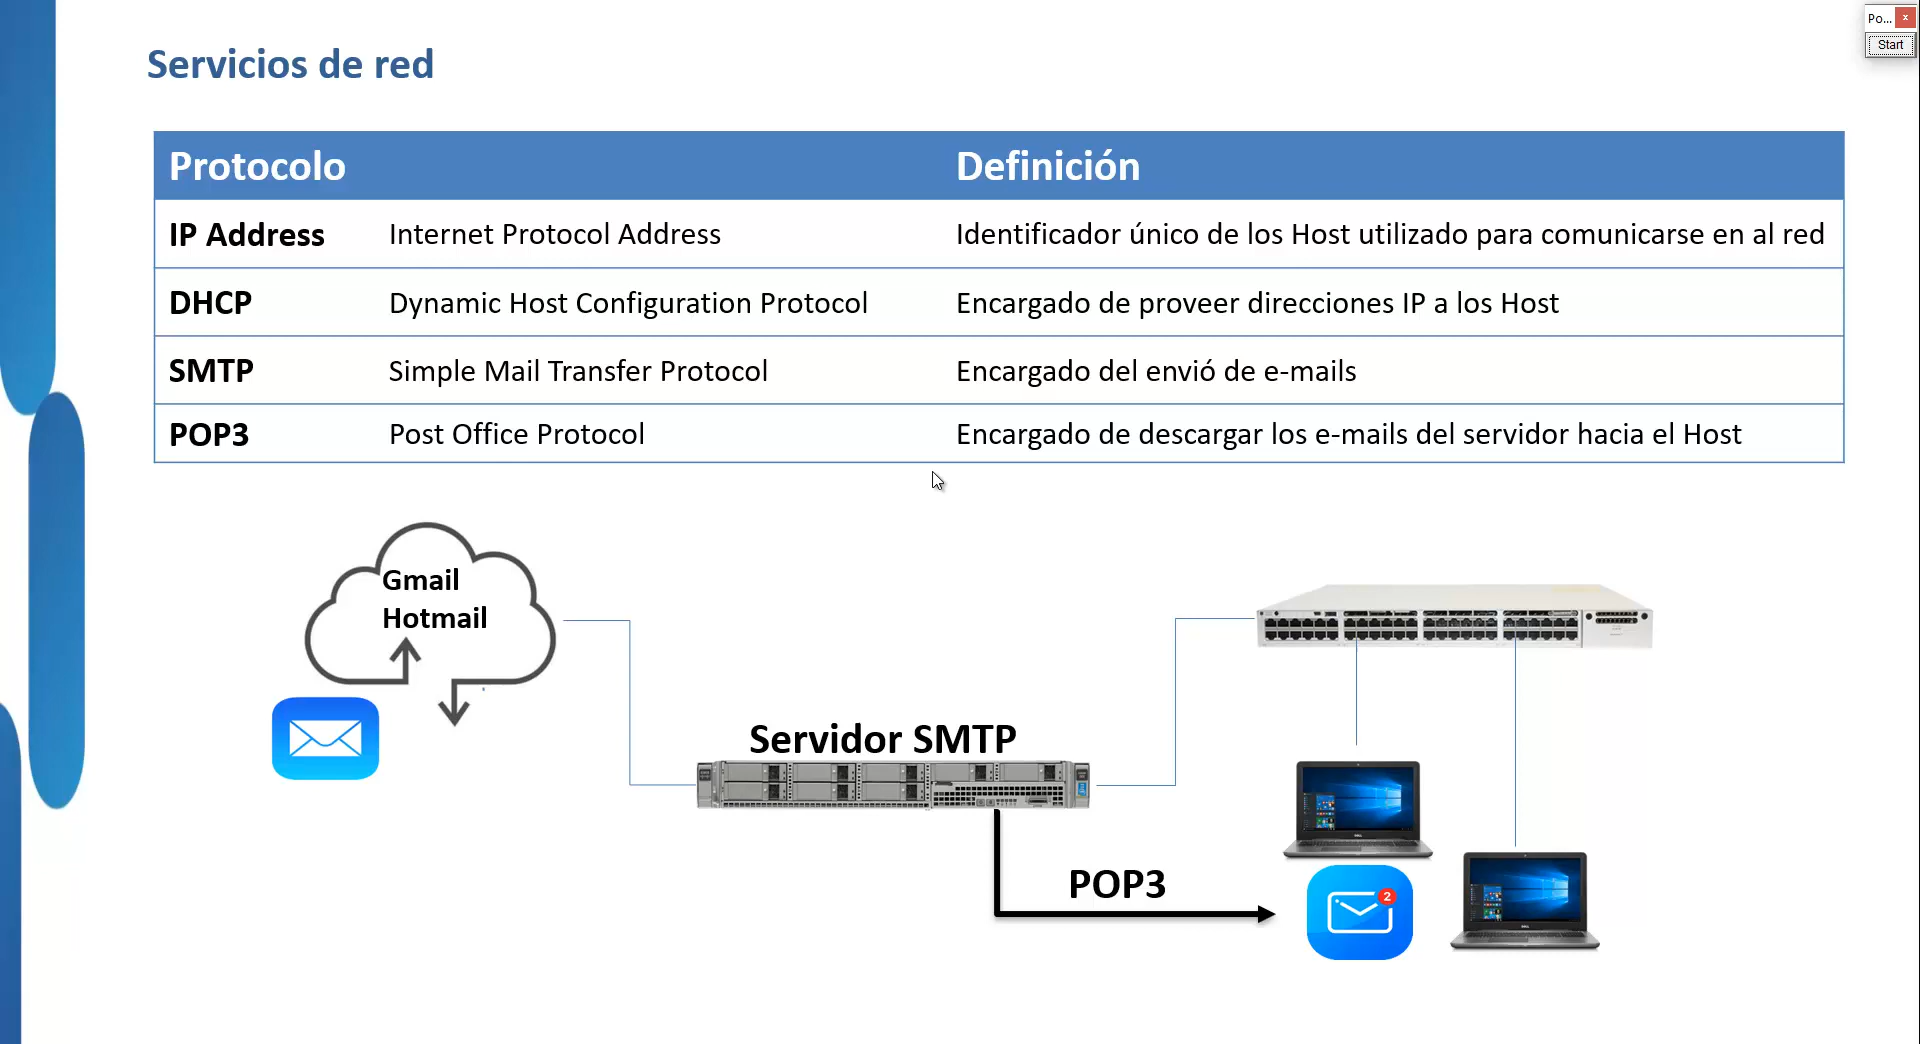 Po...
x
Start
Servicios de red
Protocolo Definición
IP Address Internet Protocol Address Identificador único de los Host utilizado para comunicarse en al red
DHCP Dynamic Host Configuration Protocol Encargado de proveer direcciones IP a los Host
SMTP Simple Mail Transfer Protocol Encargado del envió de e-mails
POP3 Post Office Protocol Encargado de descargar los e-mails del servidor hacia el Host
Gmail
Hotmail
Servidor SMTP
POP3
2